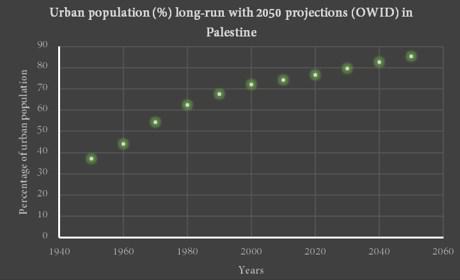 Urban population (%) long-run with 2050 projections (OWID) in
Palestine
Percentage of urban population
90
80
70
60
50
40
30
20
10
0
1940 1960 1980 2000 2020 2040 2060
Years